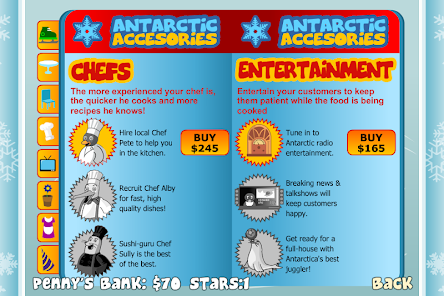 ANTARCTIC
ACCESORIES
CHEFS
The more experienced your chef is,
the quicker he cooks and more
recipes he knows!
Hire local Chef
Pete to help you
in the kitchen.
BUY
$245
Recruit Chef Alby
for fast, high
quality dishes!
Sushi-guru Chef
Sully is the best
of the best.
ANTARCTIC
ACCESORIES
ENTERTAINMENT
Entertain your customers to keep
them patient while the food is being
cooked
Tune in to
Antarctic radio
entertainment.
BUY
$165
Breaking news &
talkshows will
keep customers
happy.
Get ready for a
full-house with
Antarctica's best
juggler!
PENNY'S BANK: $70 STARS:1
BACK